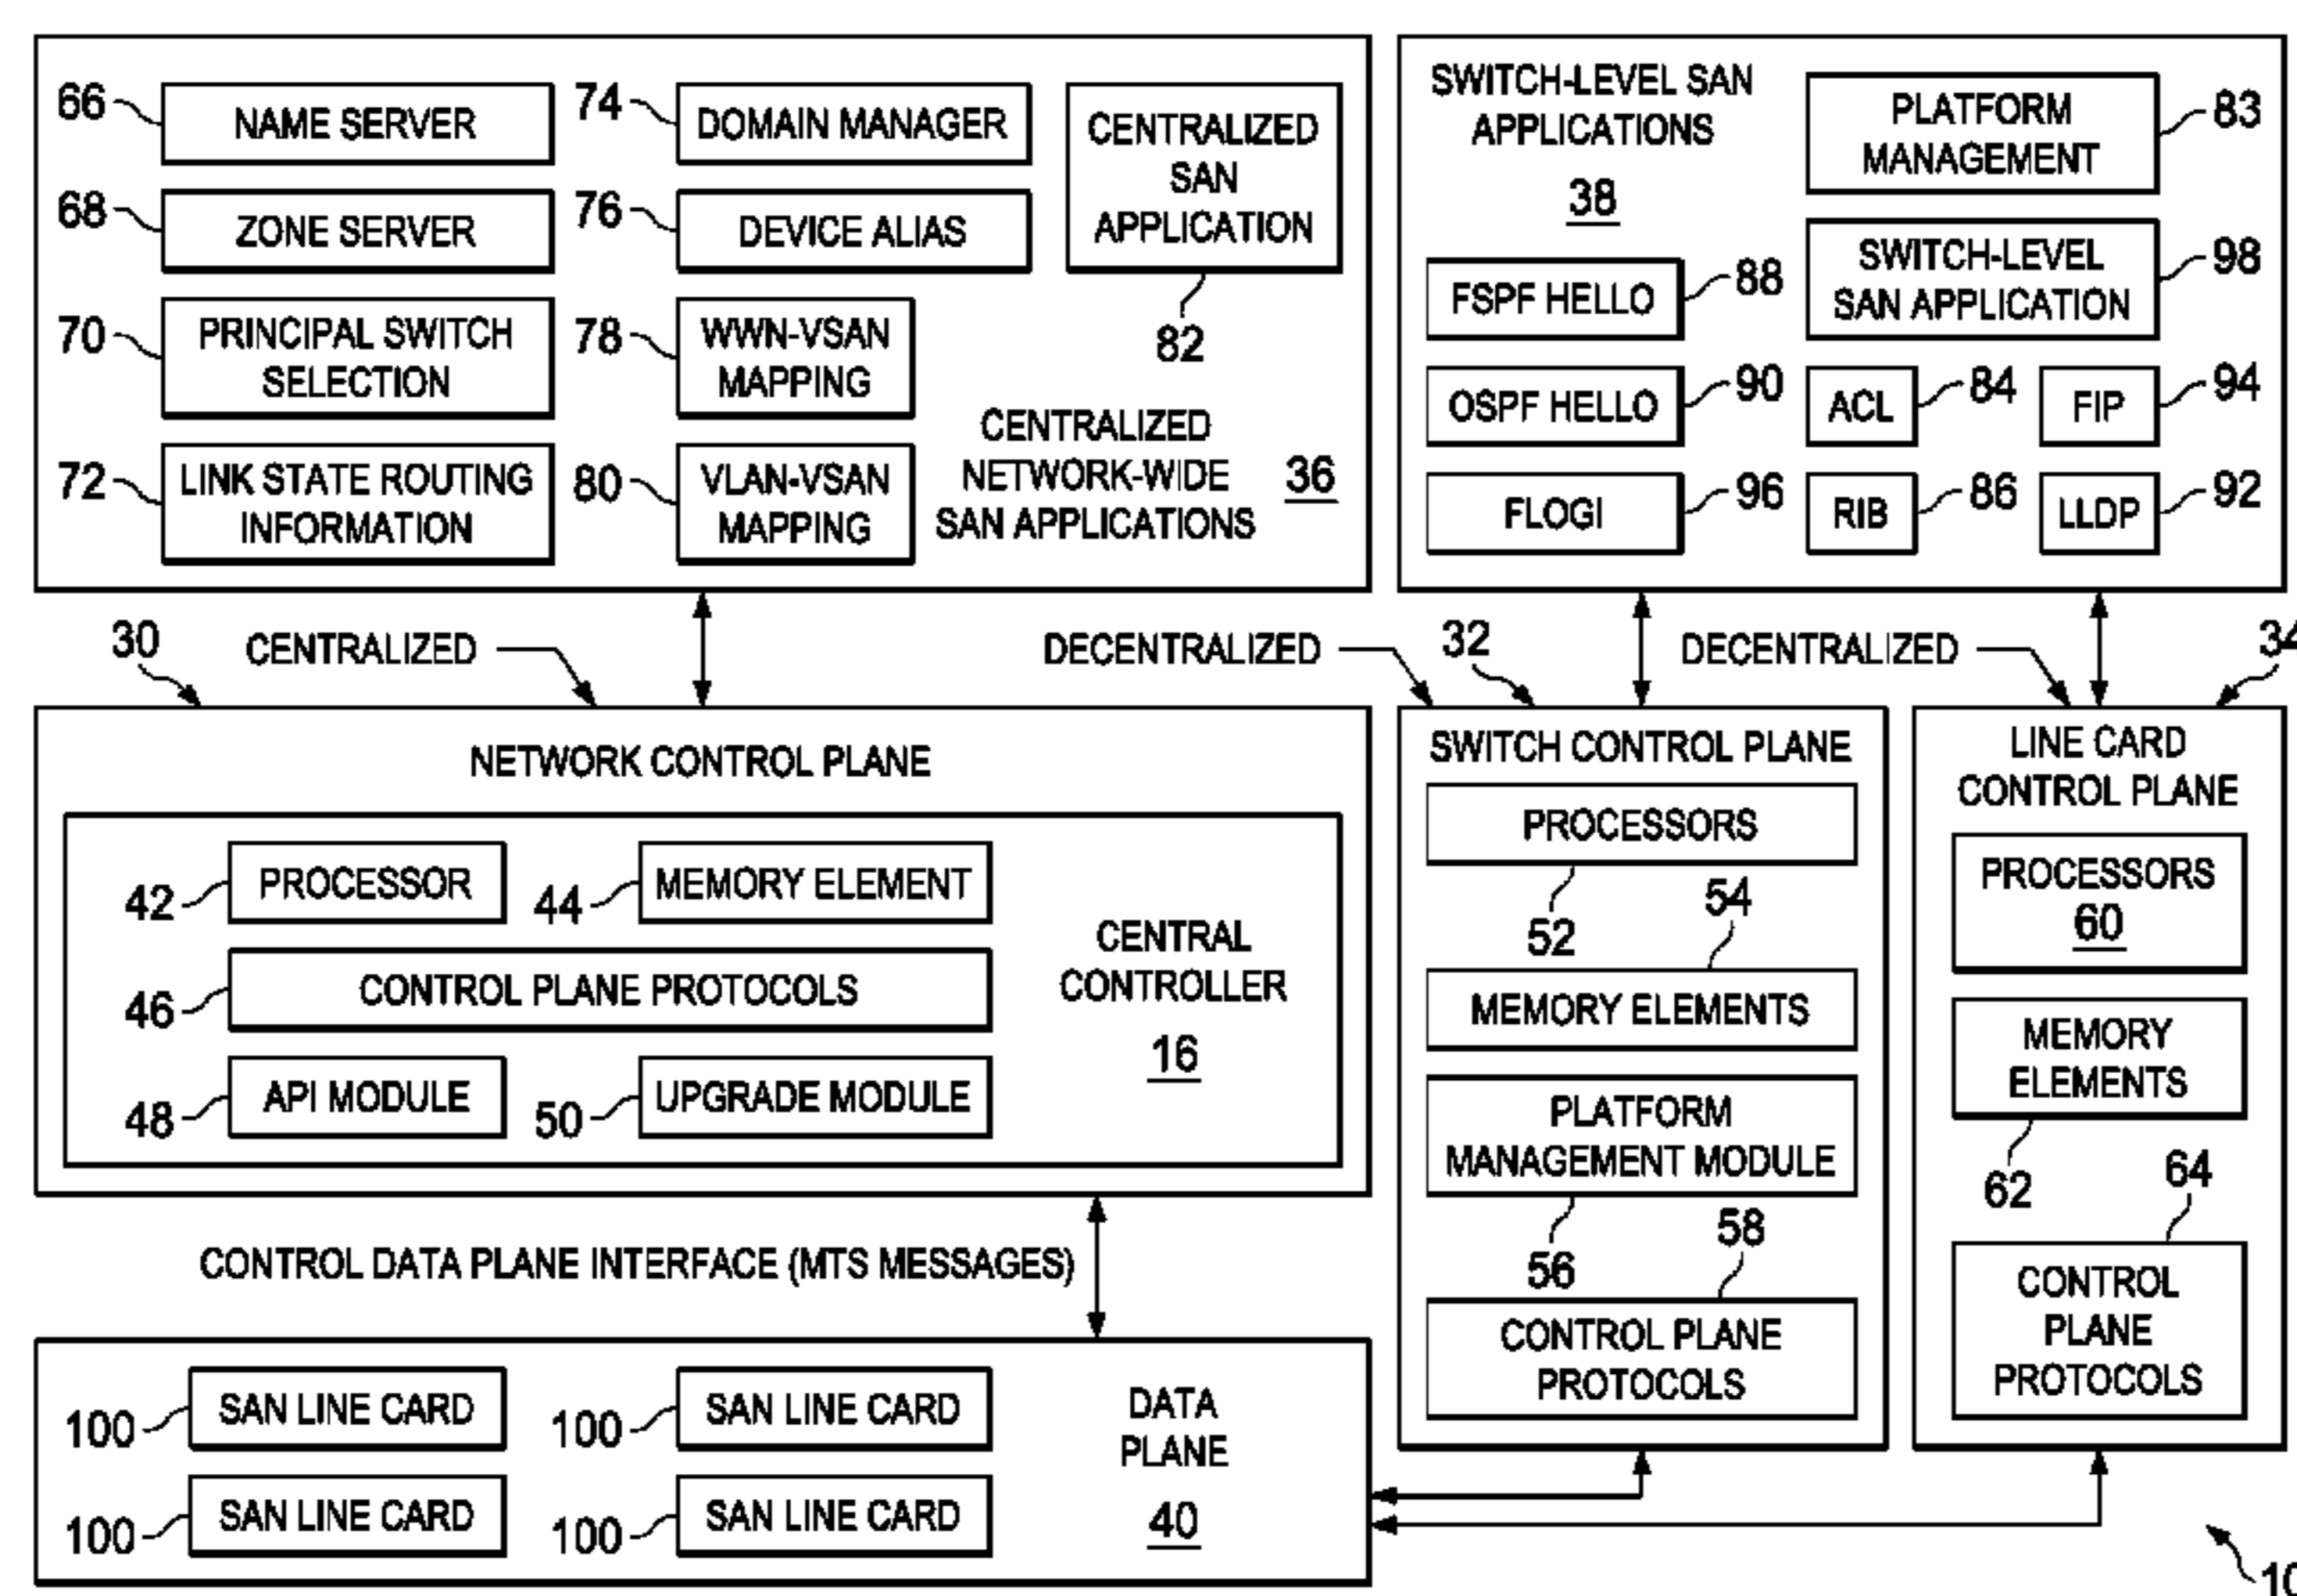 66
NAME SERVER
74
DOMAIN MANAGER
CENTRALIZED
SAN
APPLICATION
82
68
ZONE SERVER
76
DEVICE ALIAS
70
PRINCIPAL SWITCH
SELECTION
78
WWN-VSAN
MAPPING
72
LINK STATE ROUTING
INFORMATION
80
VLAN-VSAN
MAPPING
CENTRALIZED
NETWORK-WIDE
SAN APPLICATIONS
36
SWITCH-LEVEL SAN
APPLICATIONS
38
PLATFORM
MANAGEMENT
83
SWITCH-LEVEL
SAN APPLICATION
98
FSPF HELLO
88
OSPF HELLO
90
ACL
84
FIP
94
FLOGI
96
RIB
86
LLDP
92
30
CENTRALIZED
DECENTRALIZED
32
DECENTRALIZED
34
NETWORK CONTROL PLANE
42
PROCESSOR
44
MEMORY ELEMENT
46
CONTROL PLANE PROTOCOLS
48
API MODULE
50
UPGRADE MODULE
CENTRAL
CONTROLLER
16
SWITCH CONTROL PLANE
PROCESSORS
52
54
MEMORY ELEMENTS
PLATFORM
MANAGEMENT MODULE
56
58
CONTROL PLANE
PROTOCOLS
LINE CARD
CONTROL PLANE
PROCESSORS
60
MEMORY
ELEMENTS
62
64
CONTROL
PLANE
PROTOCOLS
CONTROL DATA PLANE INTERFACE (MTS MESSAGES)
100
SAN LINE CARD
100
SAN LINE CARD
100
SAN LINE CARD
100
SAN LINE CARD
DATA
PLANE
40
10